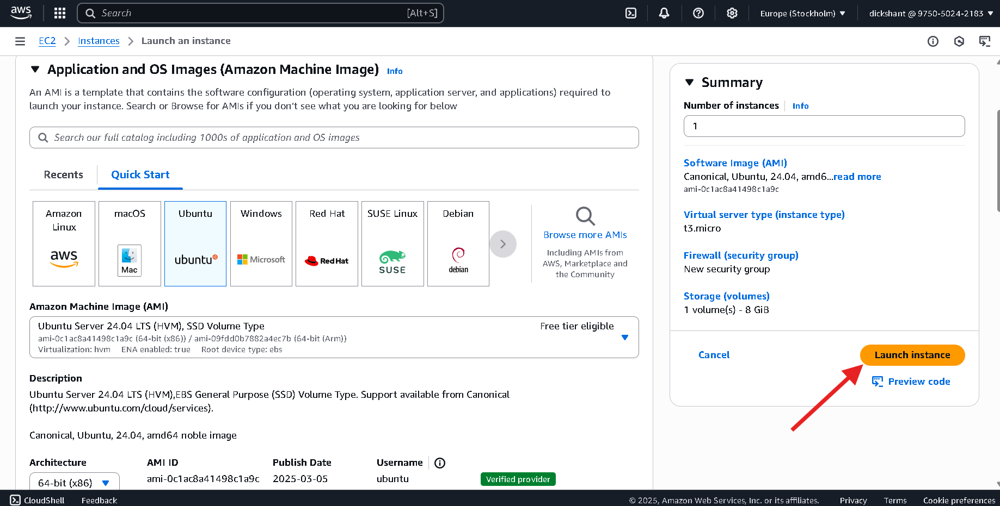 aws
Search
[Alt+S]
Europe (Stockholm)
dickshant @ 9750-5024-2183
EC2
Instances
Launch an instance
Application and OS Images (Amazon Machine Image) Info
An AMI is a template that contains the software configuration (operating system, application server, and applications) required to
launch your instance. Search or Browse for AMIs if you don't see what you are looking for below
Search our full catalog including 1000s of application and OS images
Recents
Quick Start
Amazon
Linux
aws
macOS
Mac
Ubuntu
ubuntu
Windows
Microsoft
Red Hat
Red Hat
SUSE Linux
SUSE
Debian
debian
Browse more AMIs
Including AMIs from
AWS, Marketplace and
the Community
Amazon Machine Image (AMI)
Ubuntu Server 24.04 LTS (HVM), SSD Volume Type
Free tier eligible
ami-0c1ac8a41498c1a9c (64-bit (x86)) / ami-09fdd0b7882a4ec7b (64-bit (Arm))
Virtualization: hvm ENA enabled: true Root device type: ebs
Description
Ubuntu Server 24.04 LTS (HVM),EBS General Purpose (SSD) Volume Type. Support available from Canonical
(http://www.ubuntu.com/cloud/services).
Canonical, Ubuntu, 24.04, amd64 noble image
Architecture
64-bit (x86)
AMI ID
ami-0c1ac8a41498c1a9c
Publish Date
2025-03-05
Username
ubuntu
Verified provider
Summary
Number of instances
Info
1
Software Image (AMI)
Canonical, Ubuntu, 24.04, amd6...read more
ami-0c1ac8a41498c1a9c
Virtual server type (instance type)
t3.micro
Firewall (security group)
New security group
Storage (volumes)
1 volume(s) - 8 GiB
Cancel
Launch instance
Preview code
CloudShell
Feedback
© 2025, Amazon Web Services, Inc. or its affiliates.
Privacy
Terms
Cookie preferences